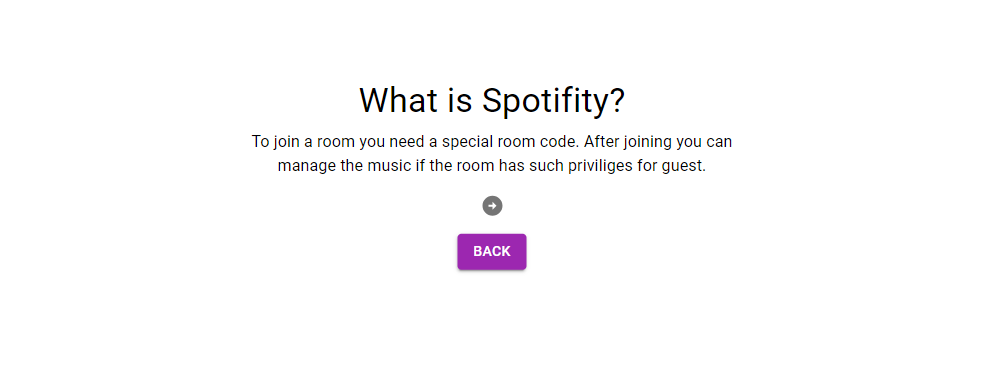 What is Spotifity?
To join a room you need a special room code. After joining you can
manage the music if the room has such priviliges for guest.
BACK